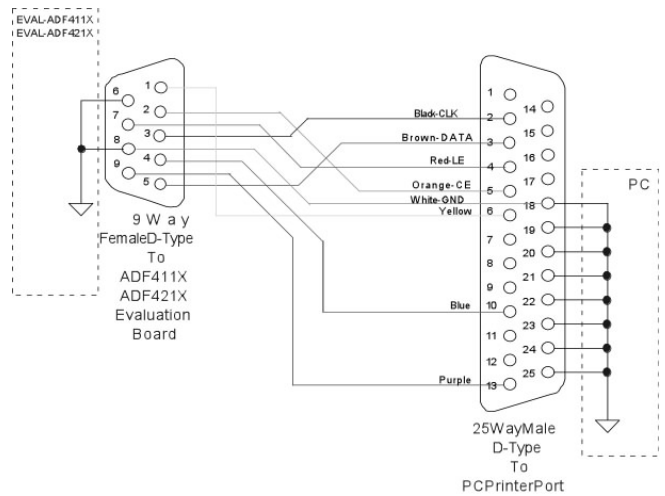 EVAL-ADF411X
EVAL-ADF421X
6
7
8
9
1
2
3
4
5
9 Way
FemaleD-Type
To
ADF411X
ADF421X
Evaluation
Board
Black-CLK
Brown-DATA
Red-LE
Orange-CE
White-GND
Yellow
Blue
Purple
1
2
3
4
5
6
7
8
9
10
11
12
13
14
15
16
17
18
19
20
21
22
23
24
25
PC
25WayMale
D-Type
To
PCPrinterPort